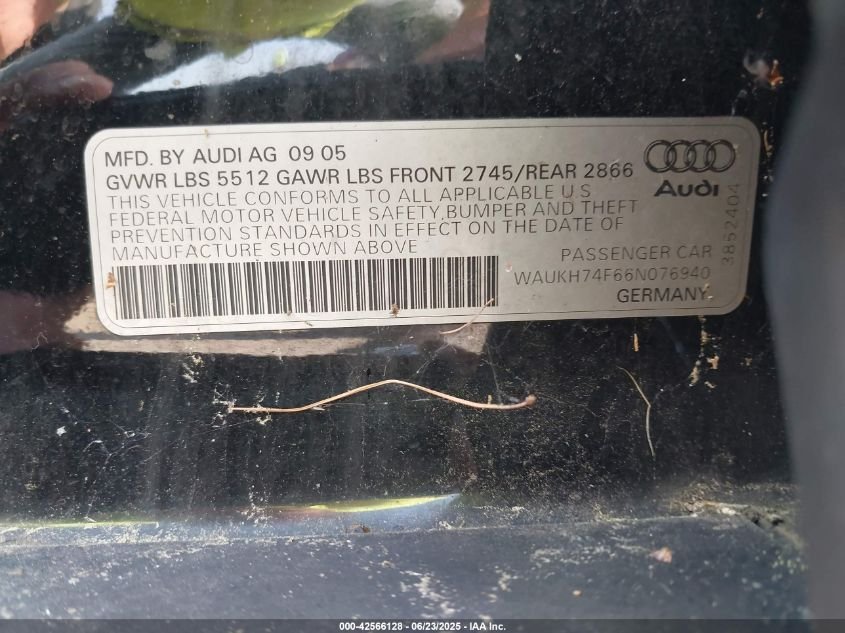 MFD. BY AUDI AG 09 05
GVWR LBS 5512 GAWR LBS FRONT 2745/REAR 2866
THIS VEHICLE CONFORMS TO ALL APPLICABLE U.S
FEDERAL MOTOR VEHICLE SAFETY, BUMPER AND THEFT
PREVENTION STANDARDS IN EFFECT ON THE DATE OF
MANUFACTURE SHOWN ABOVE
Audi
3852404
PASSENGER CAR
WAUKH74F66N076940
GERMANY
000-42566128 - 06/23/2025 - IAA Inc.